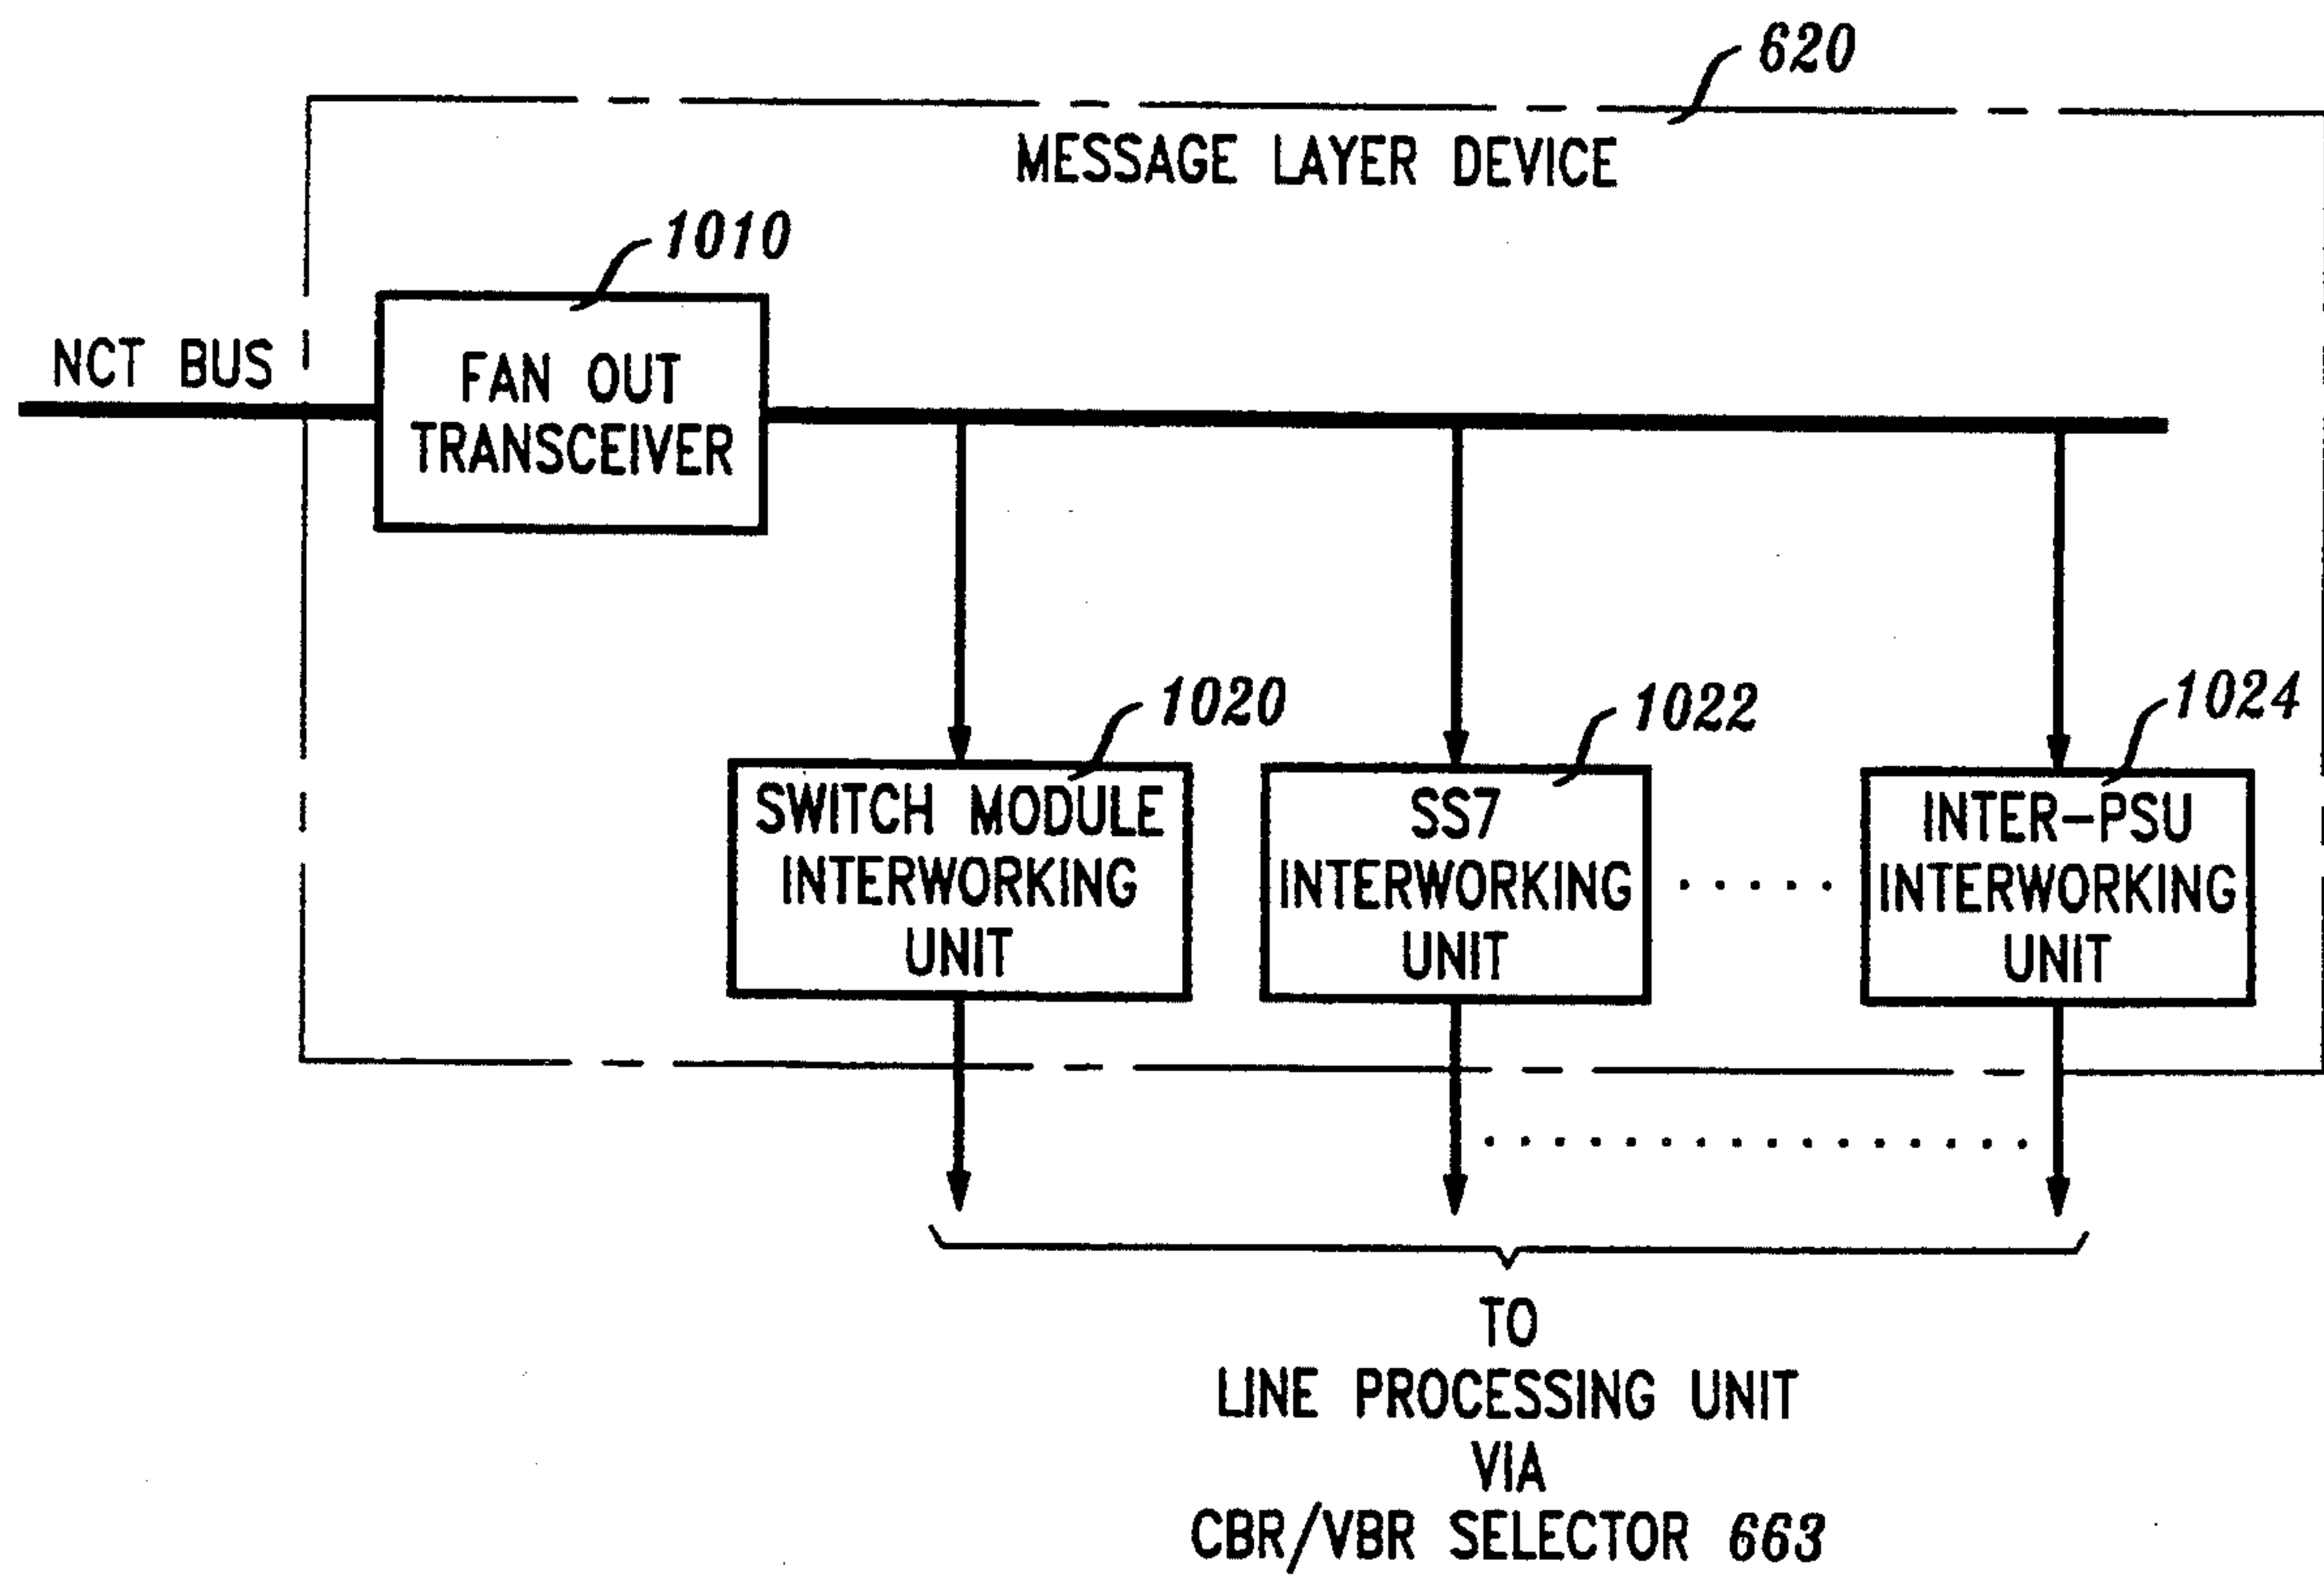 620
MESSAGE LAYER DEVICE
1010
NCT BUS
FAN OUT
TRANSCEIVER
1020
1022
1024
SWITCH MODULE
INTERWORKING
UNIT
SS7
INTERWORKING
UNIT
INTER-PSU
INTERWORKING
UNIT
TO
LINE PROCESSING UNIT
VIA
CBR/VBR SELECTOR 663